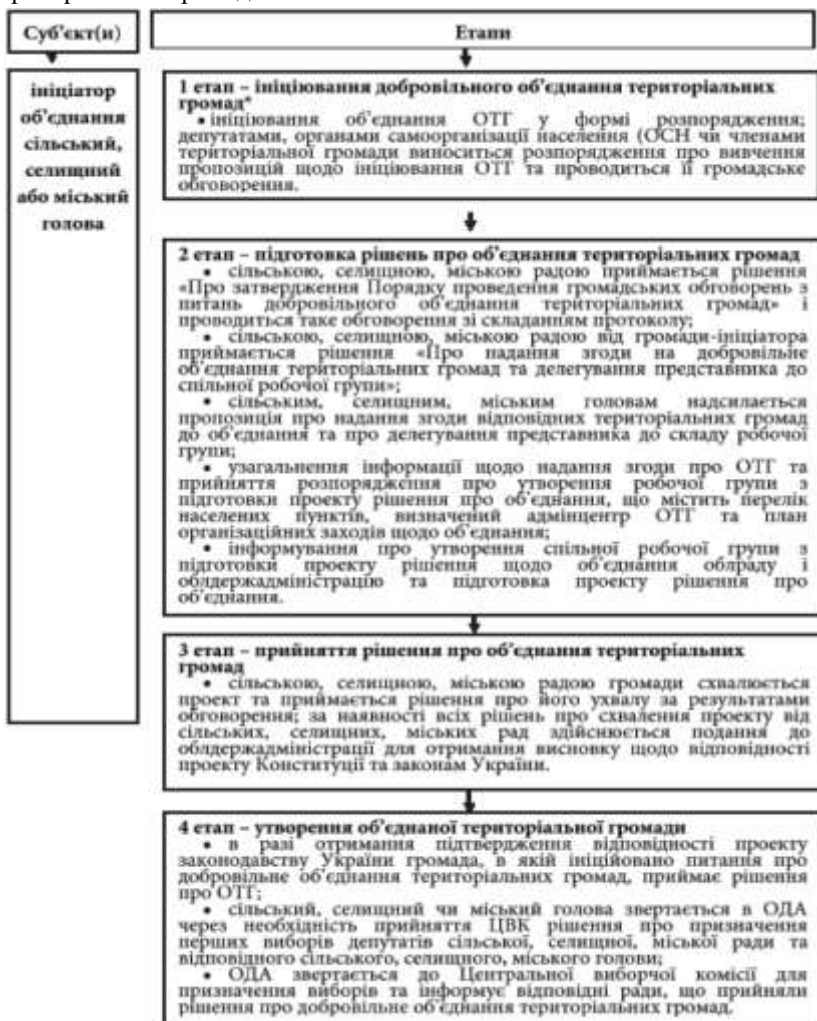 Суб’єкт(и)
Етапи
ініціатор
об’єднання
сільський,
селищний
або міський
голова
1 етап – ініціювання добровільного об’єднання територіальних
громад*
• ініціювання об’єднання ОТГ у формі розпорядження;
депутатами, органами самоорганізації населення (ОСН чи членами
територіальної громади виноситься розпорядження про вивчення
пропозицій щодо ініціювання ОТГ та проводиться її громадське
обговорення.
2 етап – підготовка рішень про об’єднання територіальних громад
• сільською, селищною, міською радою приймається рішення
«Про затвердження Порядку проведення громадських обговорень з
питань добровільного об’єднання територіальних громад» і
проводиться таке обговорення зі складанням протоколу;
• сільською, селищною, міською радою від громади-ініціатора
приймається рішення «Про надання згоди на добровільне
об’єднання територіальних громад та делегування представника до
спільної робочої групи»;
• сільським, селищним, міським головам надсилається
пропозиція про надання згоди відповідних територіальних громад
до об’єднання та про делегування представника до складу робочої
групи;
• узагальнення інформації щодо надання згоди про ОТГ та
прийняття розпорядження про утворення робочої групи з
підготовки проекту рішення про об’єднання, що містить перелік
населених пунктів, визначений адмінцентр ОТГ та план
організаційних заходів щодо об’єднання;
• інформування про утворення спільної робочої групи з
підготовки проекту рішення щодо об’єднання облраду і
облдержадміністрацію та підготовка проекту рішення про
об’єднання.
3 етап – прийняття рішення про об’єднання територіальних
громад
• сільською, селищною, міською радою громади схвалюється
проект та приймається рішення про його ухвалу за результатами
обговорення; за наявності всіх рішень про схвалення проекту від
сільських, селищних, міських рад здійснюється подання до
облдержадміністрації для отримання висновку щодо відповідності
проекту Конституції та законам України.
4 етап – утворення об’єднаної територіальної громади
• в разі отримання підтвердження відповідності проекту
законодавству України громада, в якій ініційовано питання про
добровільне об’єднання територіальних громад, приймає рішення
про ОТГ;
• сільський, селищний чи міський голова звертається в ОДА
через необхідність прийняття ЦВК рішення про призначення
перших виборів депутатів сільської, селищної, міської ради та
відповідного сільського, селищного, міського голови;
• ОДА звертається до Центральної виборчої комісії для
призначення виборів та інформує відповідні ради, що прийняли
рішення про добровільне об’єднання територіальних громад.